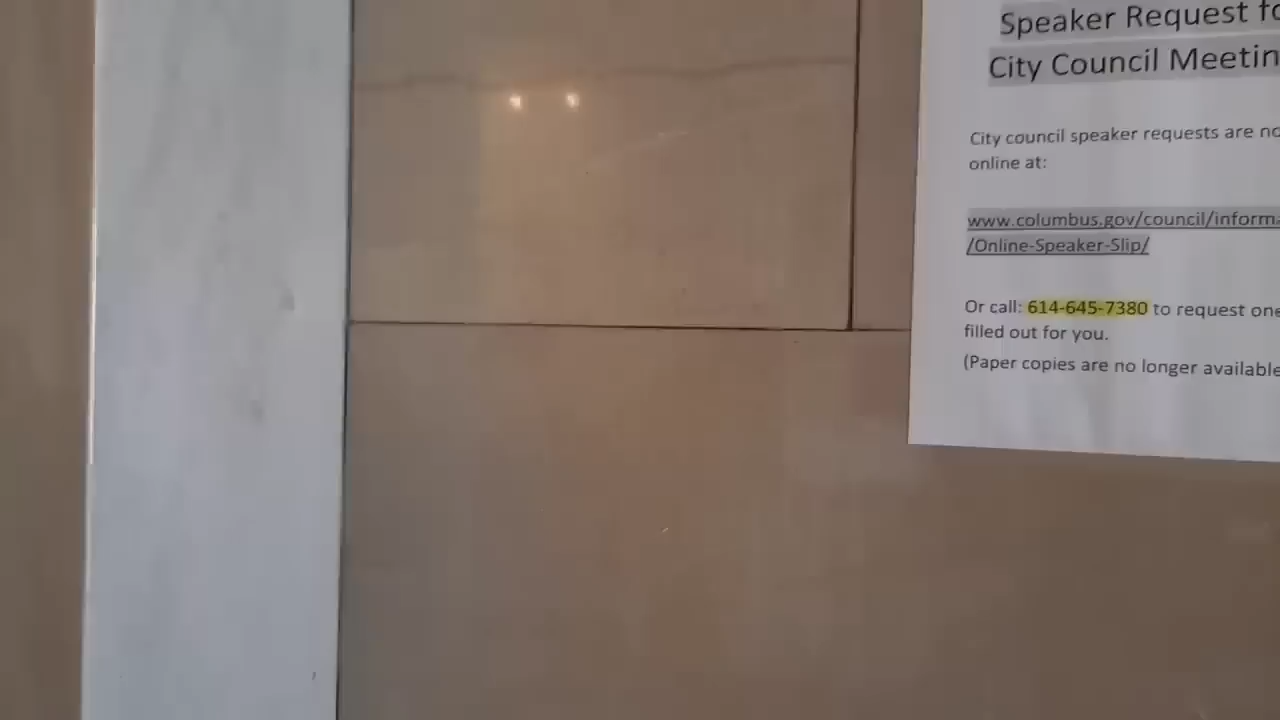 Speaker Request fo
City Council Meetin
City council speaker requests are no
online at:
www.columbus.gov/council/informa
/Online-Speaker-Slip/
Or call: 614-645-7380 to request one
filled out for you.
(Paper copies are no longer available